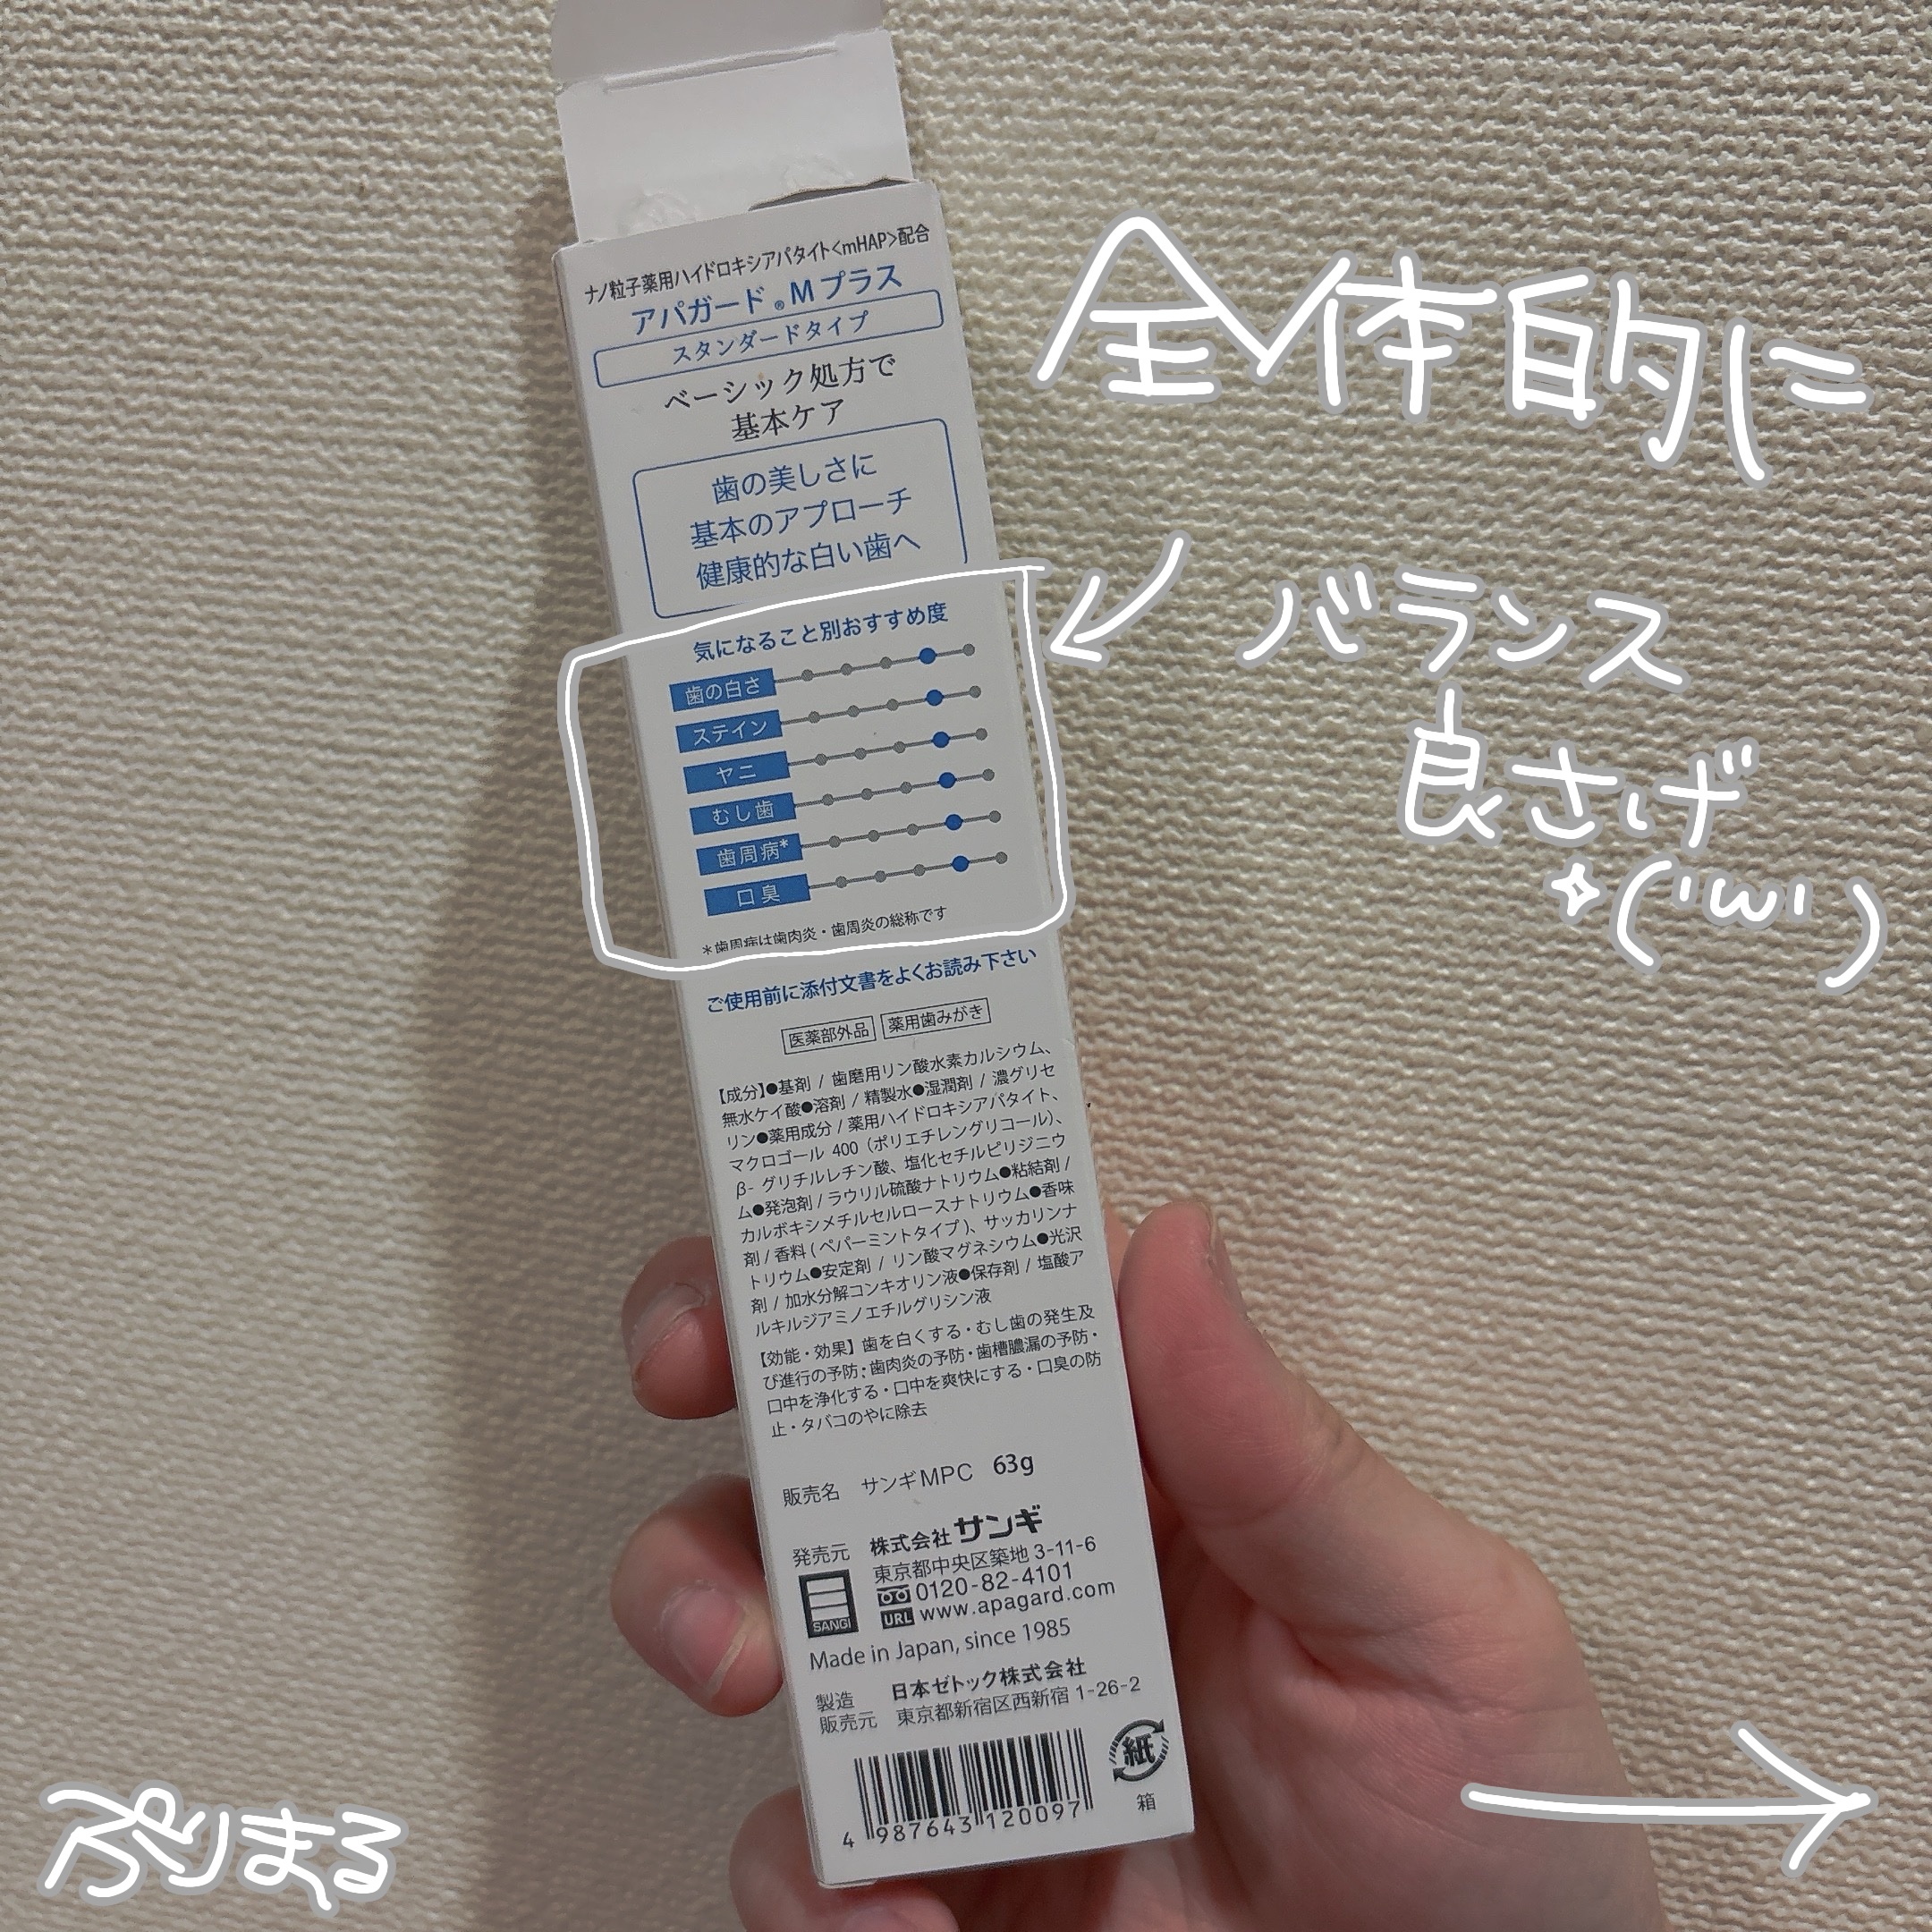 ナノ粒子薬用ハイドロキシアパタイト<mHAP>配合
アパガード®Mプラス
スタンダードタイプ
ベーシック処方で
基本ケア
歯の美しさに
基本のアプローチ
健康的な白い歯へ
気になること別おすすめ度
歯の白さ
ステイン
ヤニ
むし歯
歯周病*
口臭
*歯周病は歯肉炎・歯周炎の総称です
ご使用前に添付文書をよくお読み下さい
医薬部外品 薬用歯みがき
【成分】●基剤 / 歯磨用リン酸水素カルシウム、
無水ケイ酸●溶剤 / 精製水●湿潤剤 / 濃グリセ
リン●薬用成分 / 薬用ハイドロキシアパタイト、
マクロゴール 400（ポリエチレングリコール)、
β- グリチルレチン酸、塩化セチルピリジニウ
ム●発泡剤 / ラウリル硫酸ナトリウム●粘結剤 /
カルボキシメチルセルロースナトリウム●香味
剤 / 香料 ( ペパーミントタイプ )、サッカリンナ
トリウム●安定剤 / リン酸マグネシウム●光沢
剤 / 加水分解コンキオリン液●保存剤 / 塩酸ア
ルキルジアミノエチルグリシン液
【効能・効果】歯を白くする・むし歯の発生及
び進行の予防・歯肉炎の予防・歯槽膿漏の予防・
口中を浄化する・口中を爽快にする・口臭の防
止・タバコのやに除去
販売名 サンギMPC 63g
発売元 株式会社サンギ
東京都中央区築地 3-11-6
0120-82-4101
URL www.apagard.com
SANGI
Made in Japan, since 1985
製造
販売元
日本ゼトック株式会社
東京都新宿区西新宿 1-26-2
4 987643 120097
紙
箱
全体的に
バランス
良さげ
✧('ω')
ぷりまる